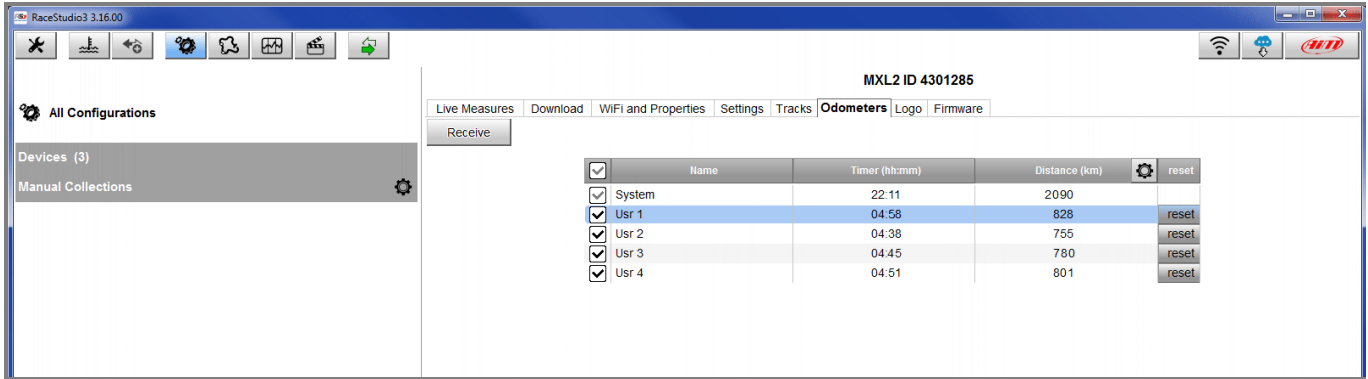 RaceStudio3 3.16.00
AiM
MXL2 ID 4301285
All Configurations
Live Measures Download WiFi and Properties Settings Tracks Odometers Logo Firmware
Receive
Devices (3)
Manual Collections
Name Timer (hh:mm) Distance (km) reset
System 22:11 2090
Usr 1 04:58 828 reset
Usr 2 04:38 755 reset
Usr 3 04:45 780 reset
Usr 4 04:51 801 reset